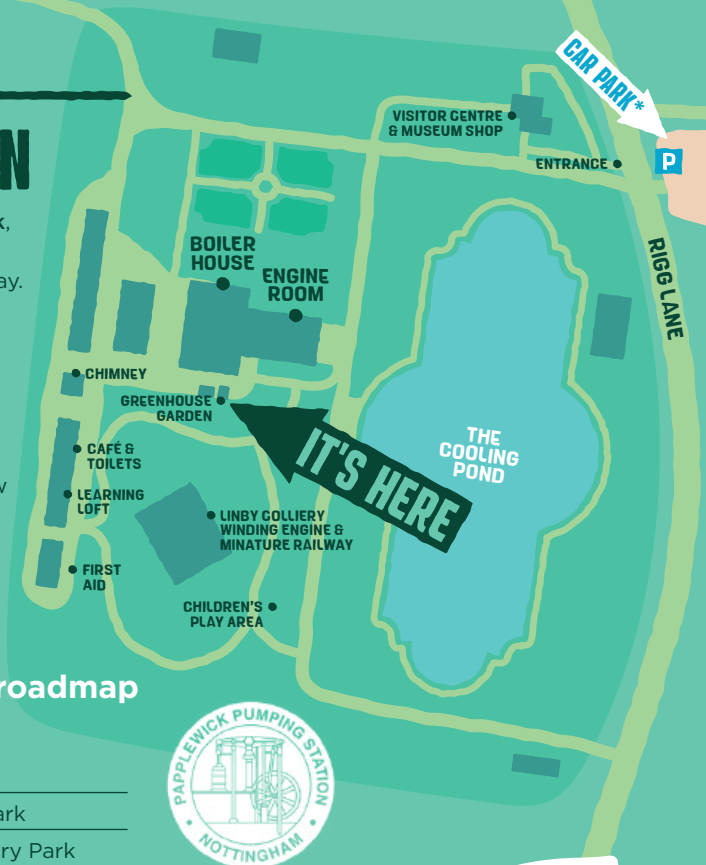 CAR PARK*
P
VISITOR CENTRE
& MUSEUM SHOP
ENTRANCE
RIGG LANE
BOILER
HOUSE
ENGINE
ROOM
CHIMNEY
GREENHOUSE
GARDEN
IT'S HERE
THE
COOLING
POND
CAFÉ &
TOILETS
LEARNING
LOFT
LINBY COLLIERY
WINDING ENGINE &
MINATURE RAILWAY
FIRST
AID
CHILDREN'S
PLAY AREA
roadmap
PAPPLEWICK PUMPING STATION
• NOTTINGHAM •
ry Park